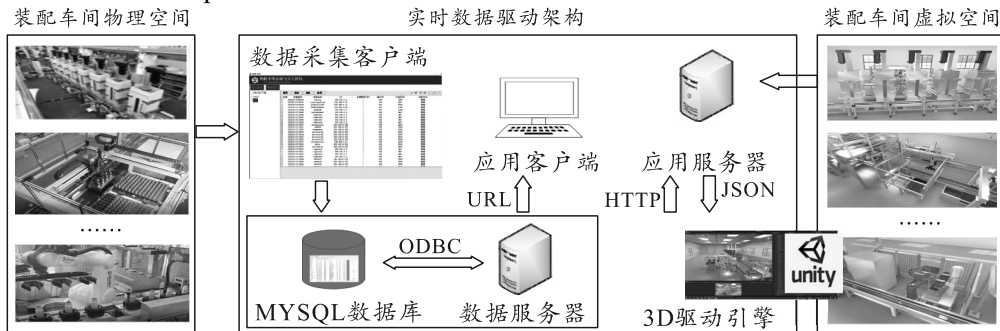 装配车间物理空间
实时数据驱动架构
装配车间虚拟空间
数据采集客户端
应用客户端
应用服务器
URL
HTTP
JSON
......
......
ODBC
unity
MYSQL数据库
数据服务器
3D驱动引擎